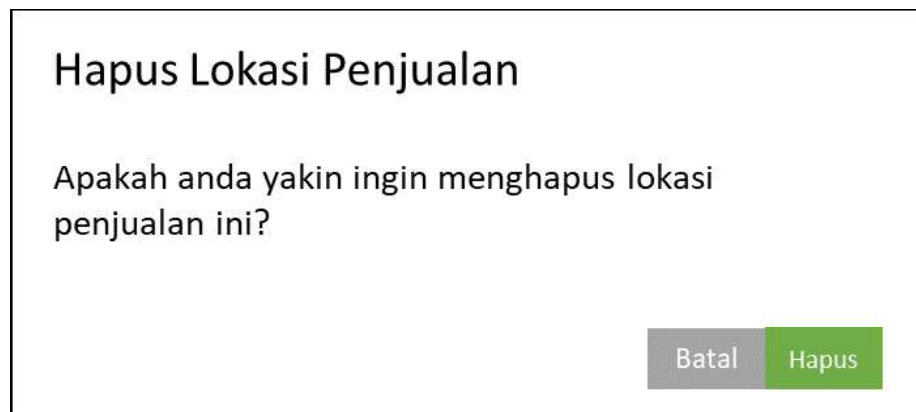 Hapus Lokasi Penjualan
Apakah anda yakin ingin menghapus lokasi
penjualan ini?
Batal Hapus